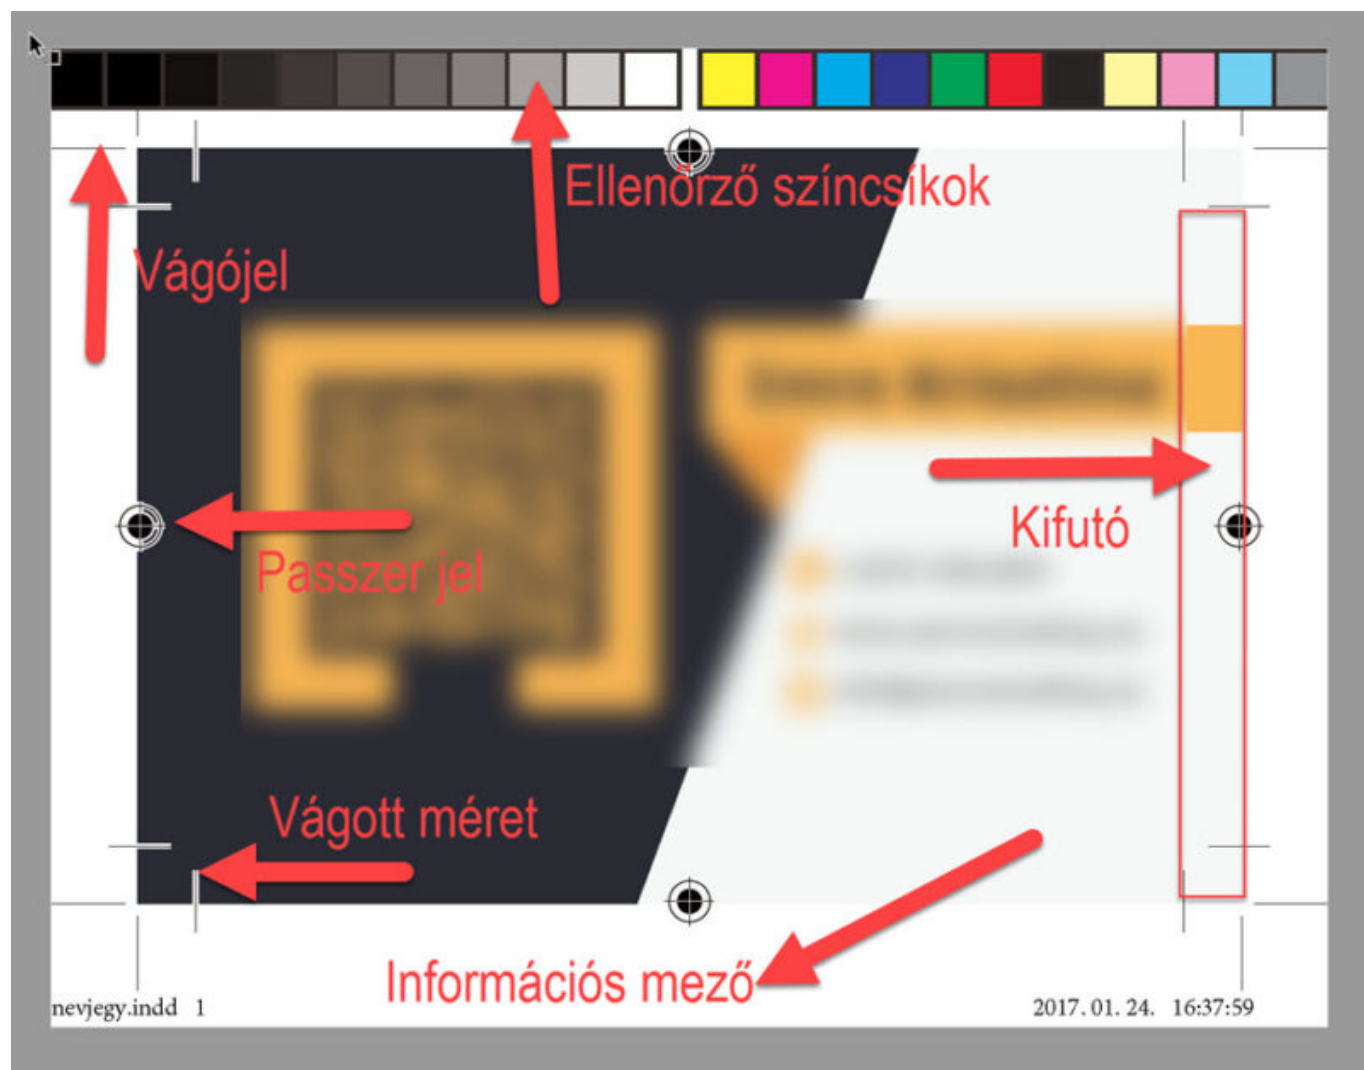 Ellenőrző színcsíkok
Vágójel
Kifutó
Passzer jel
Vágott méret
Információs mező
nevjegy.indd 1
2017. 01. 24. 16:37:59